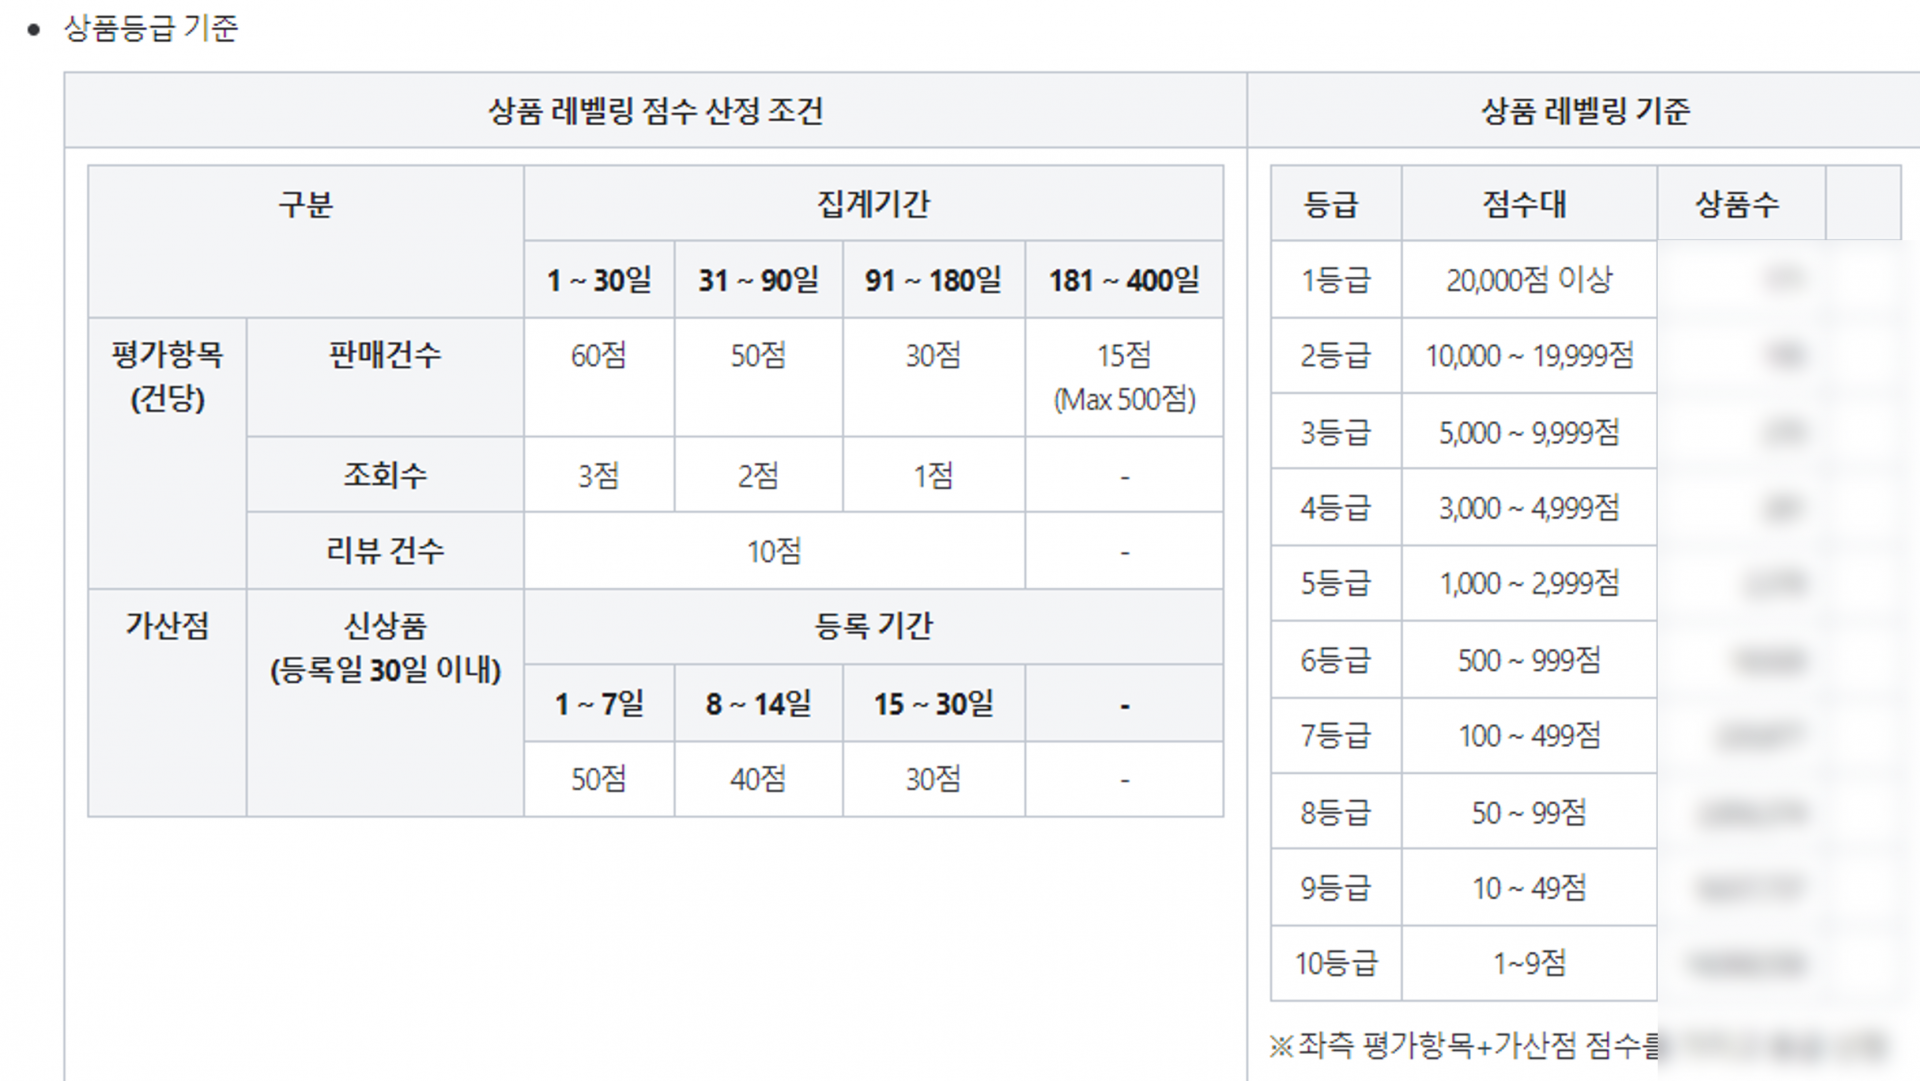 상품등급 기준
상품 레벨링 점수 산정 조건
상품 레벨링 기준
구분
집계기간
1 ~ 30일
31 ~ 90일
91 ~ 180일
181 ~ 400일
평가항목
(건당)
판매건수
60점
50점
30점
15점
(Max 500점)
조회수
3점
2점
1점
-
리뷰 건수
10점
-
가산점
신상품
(등록일 30일 이내)
등록 기간
1 ~ 7일
8 ~ 14일
15 ~ 30일
-
50점
40점
30점
-
등급
점수대
상품수
1등급
20,000점 이상
2등급
10,000 ~ 19,999점
3등급
5,000 ~ 9,999점
4등급
3,000 ~ 4,999점
5등급
1,000 ~ 2,999점
6등급
500 ~ 999점
7등급
100 ~ 499점
8등급
50 ~ 99점
9등급
10 ~ 49점
10등급
1~9점
※좌측 평가항목+가산점 점수를